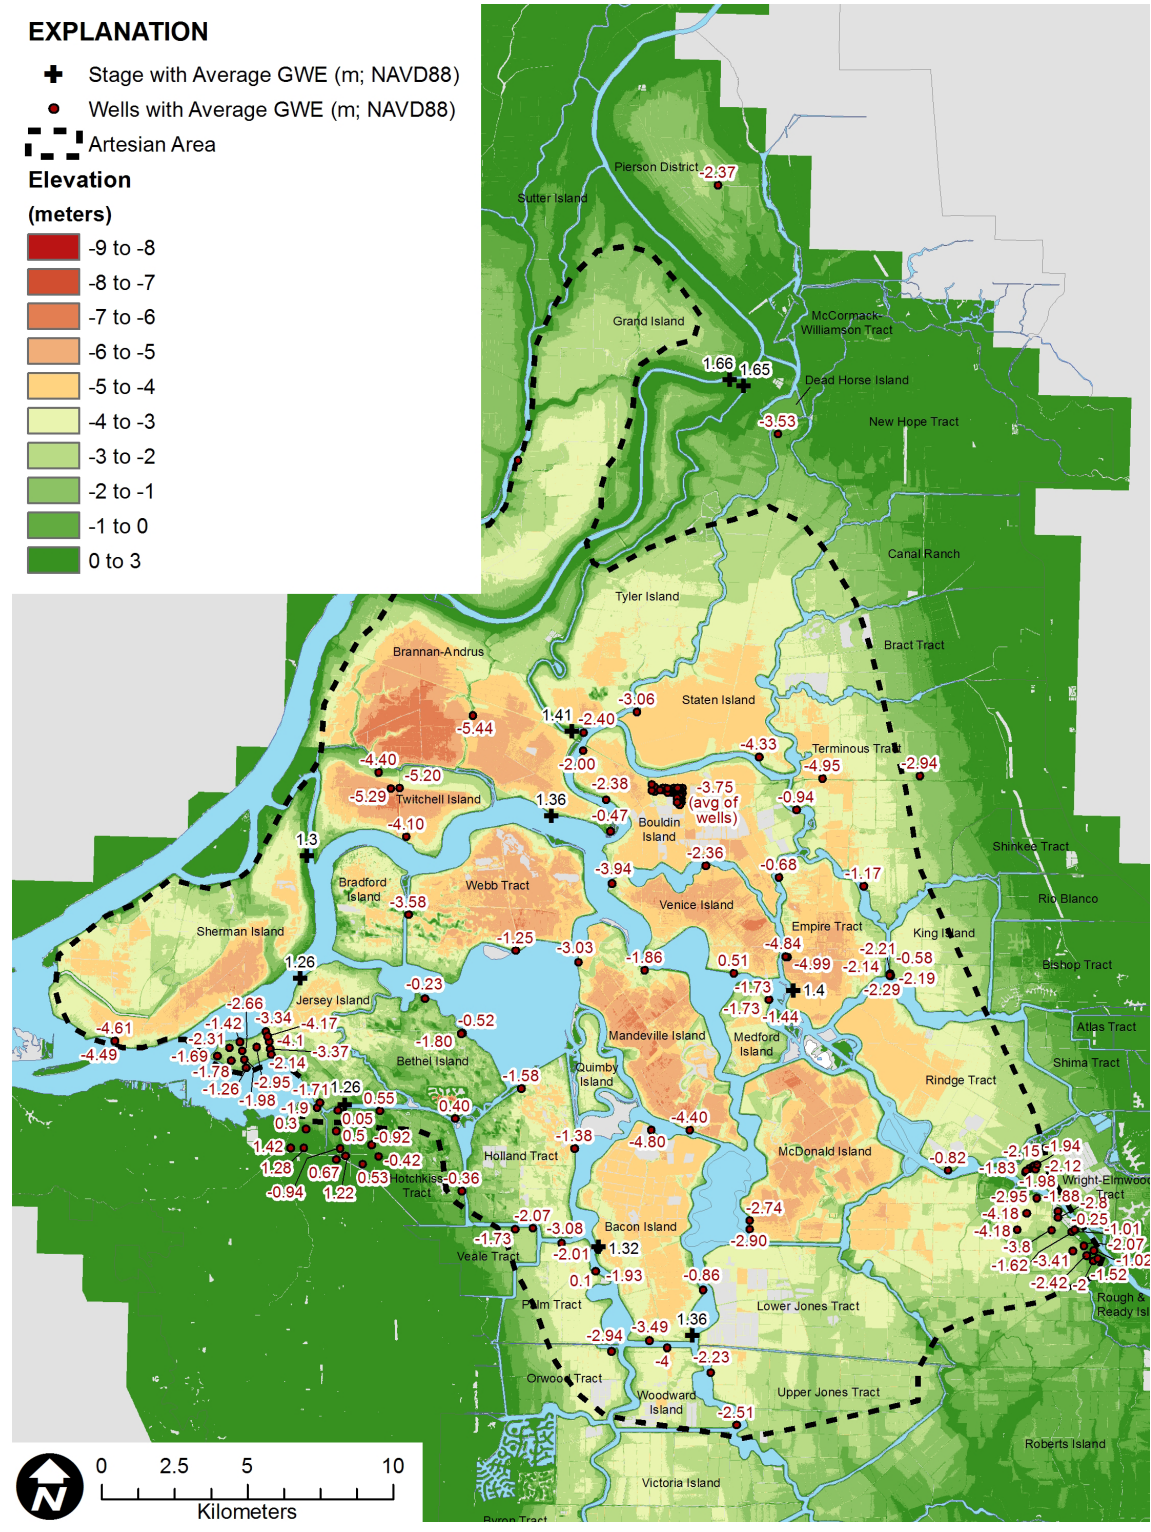 EXPLANATION
Stage with Average GWE (m; NAVD88)
Wells with Average GWE (m; NAVD88)
Artesian Area
Elevation
(meters)
-9 to -8
-8 to -7
-7 to -6
-6 to -5
-5 to -4
-4 to -3
-3 to -2
-2 to -1
-1 to 0
0 to 3
Pierson District
-2.37
Sutter Island
Grand Island
McCormack-
Williamson Tract
1.66
1.65
Dead Horse Island
-3.53
New Hope Tract
Canal Ranch
Tyler Island
Brannan-Andrus
Bract Tract
-3.06
Staten Island
1.41
-2.40
-5.44
-4.33
Terminous Tract
-2.94
-4.40
-5.20
-2.00
-4.95
-5.29
Twitchell Island
-2.38
-3.75
(avg of
wells)
1.36
-0.94
-0.47
Bouldin
Island
-4.10
1.3
-2.36
Shinkee Tract
-3.94
-0.68
-1.17
Bradford
Island
Webb Tract
-3.58
Venice Island
Rio Blanco
Empire Tract
King Island
Sherman Island
-1.25
-3.03
-4.84
-2.21
-0.58
1.26
-1.86
0.51
-4.99
-2.14
-2.19
Bishop Tract
-0.23
-1.73
1.4
-2.29
Jersey Island
-2.66
-1.73
-1.44
-3.34
-4.17
-0.52
Atlas Tract
-4.61
-1.42
-2.31
-4.1
-1.80
Mandeville Island
Medford
Island
-4.49
-1.69
-3.37
Bethel Island
Shima Tract
-1.78
-2.14
Quimby
Island
-1.26
-2.95
-1.58
Rindge Tract
-1.98
-1.71
1.26
0.55
-1.9
0.05
0.40
-4.40
0.3
0.5
-0.92
-1.38
-4.80
1.42
-0.42
Holland Tract
McDonald Island
-0.82
-2.15
-1.94
1.28
0.67
0.53
-0.36
-1.83
-2.12
-0.94
1.22
Hotchkiss
Tract
-1.98
Wright-Elmwood
Tract
-2.95
-1.88
-2.8
-2.07
-3.08
Bacon Island
-2.74
-4.18
-0.25
-1.73
-2.90
-4.18
-1.01
Veale Tract
-2.01
1.32
-3.8
-2.07
0.1
-1.93
-0.86
-1.62
-3.41
-1.02
-2.42
-2
-1.52
Palm Tract
Lower Jones Tract
Rough &
Ready Isl
-2.94
-3.49
1.36
-4
-2.23
Orwood Tract
Woodward
Island
Upper Jones Tract
-2.51
Roberts Island
Victoria Island
Byron Tract
N
0
2.5
5
10
Kilometers